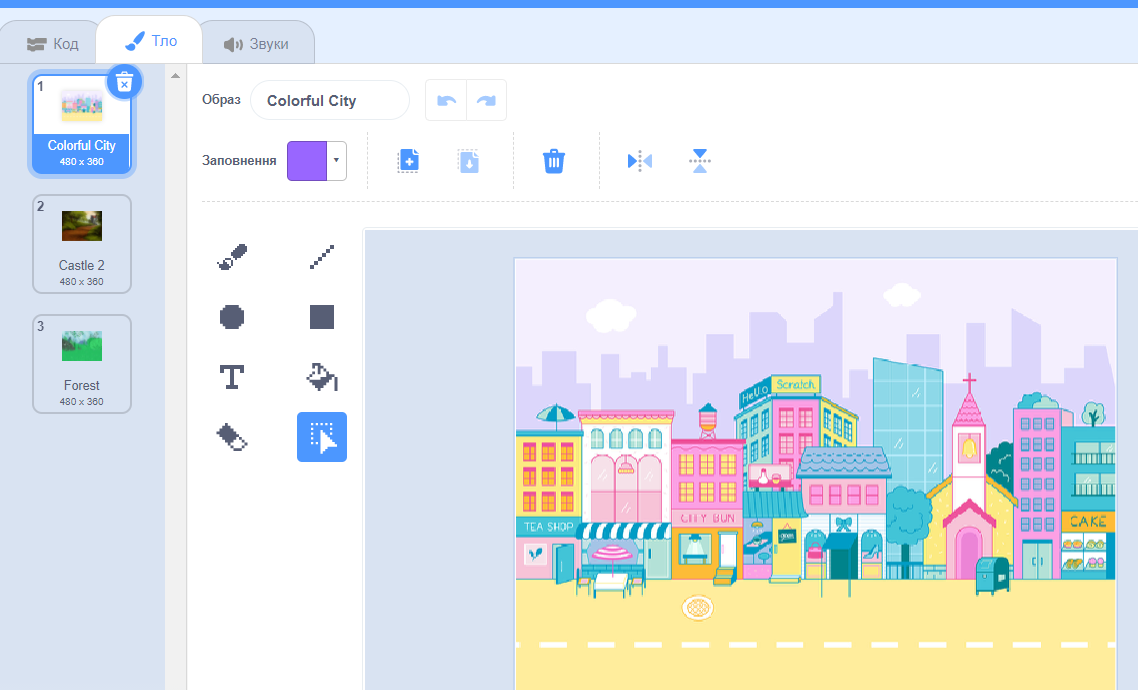 Код
Тло
Звуки
1
Colorful City
480 x 360
2
Castle 2
480 x 360
3
Forest
480 x 360
Образ
Colorful City
Заповнення
T
Hello
Scratch
TEA SHOP
CITY BUN
CAKE